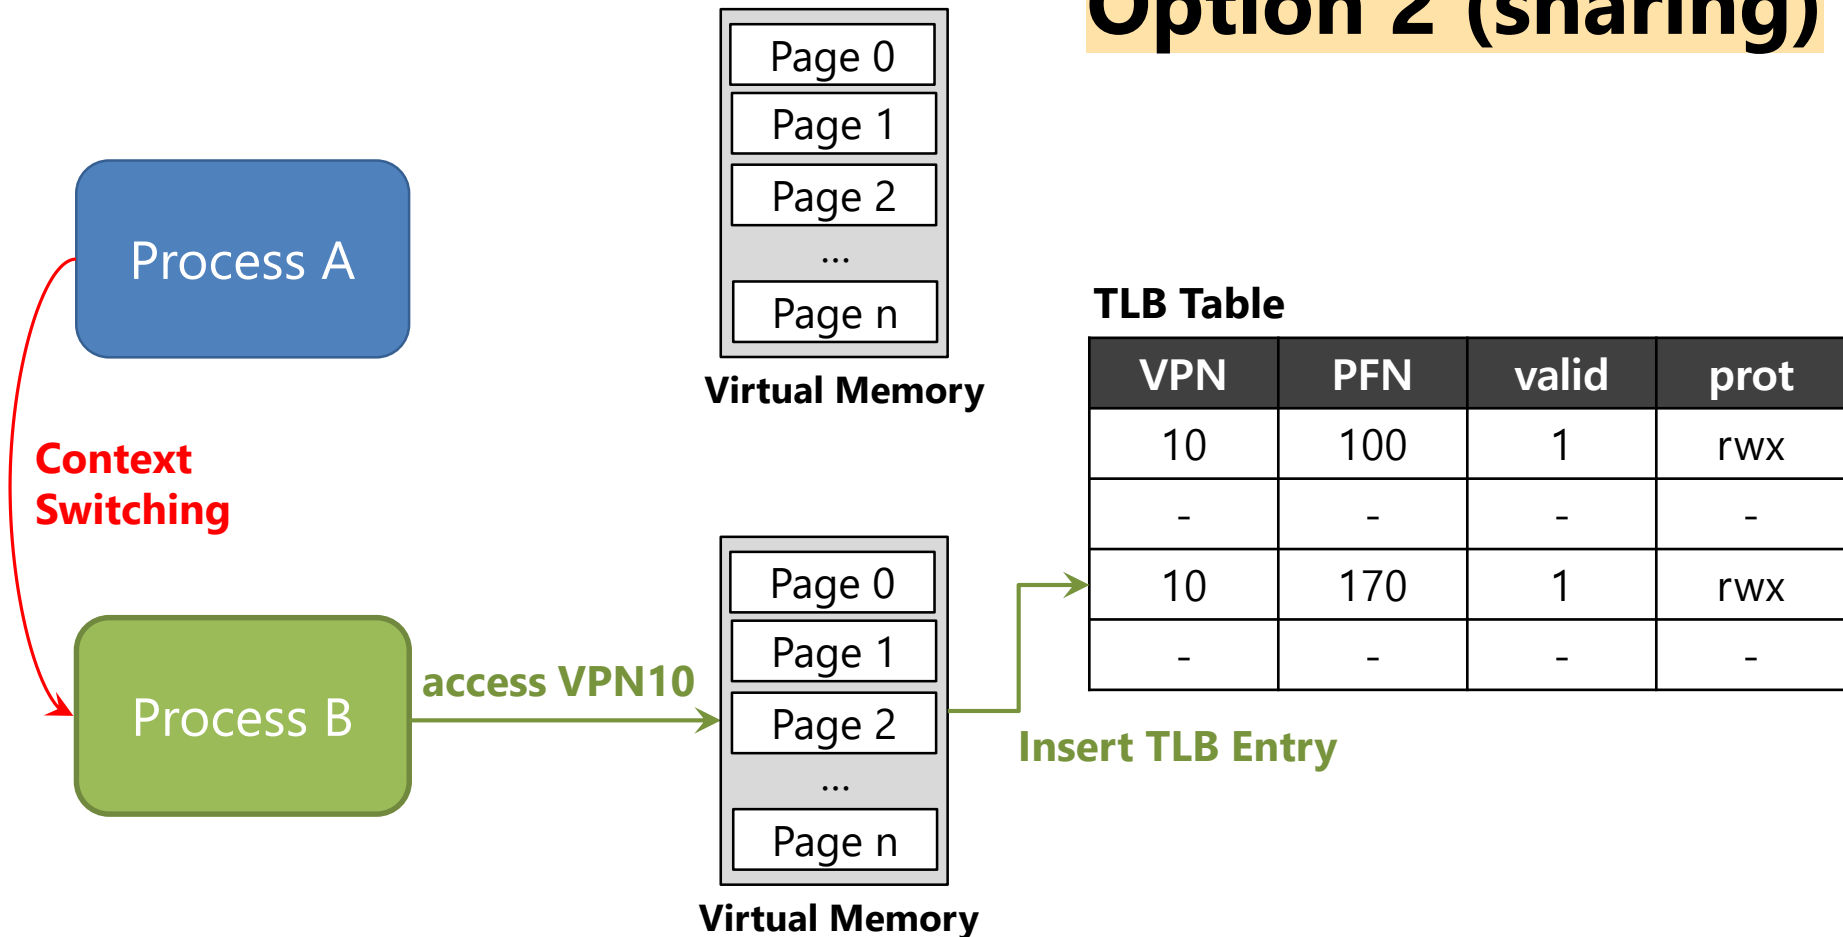 Option 2 (sharing)
Page 0
Page 1
Page 2
...
Page n
Virtual Memory
Process A
Context
Switching
Process B
access VPN10
Page 0
Page 1
Page 2
...
Page n
Virtual Memory
Insert TLB Entry
TLB Table
VPN PFN valid prot
10 100 1 rwx
- - - -
10 170 1 rwx
- - - -